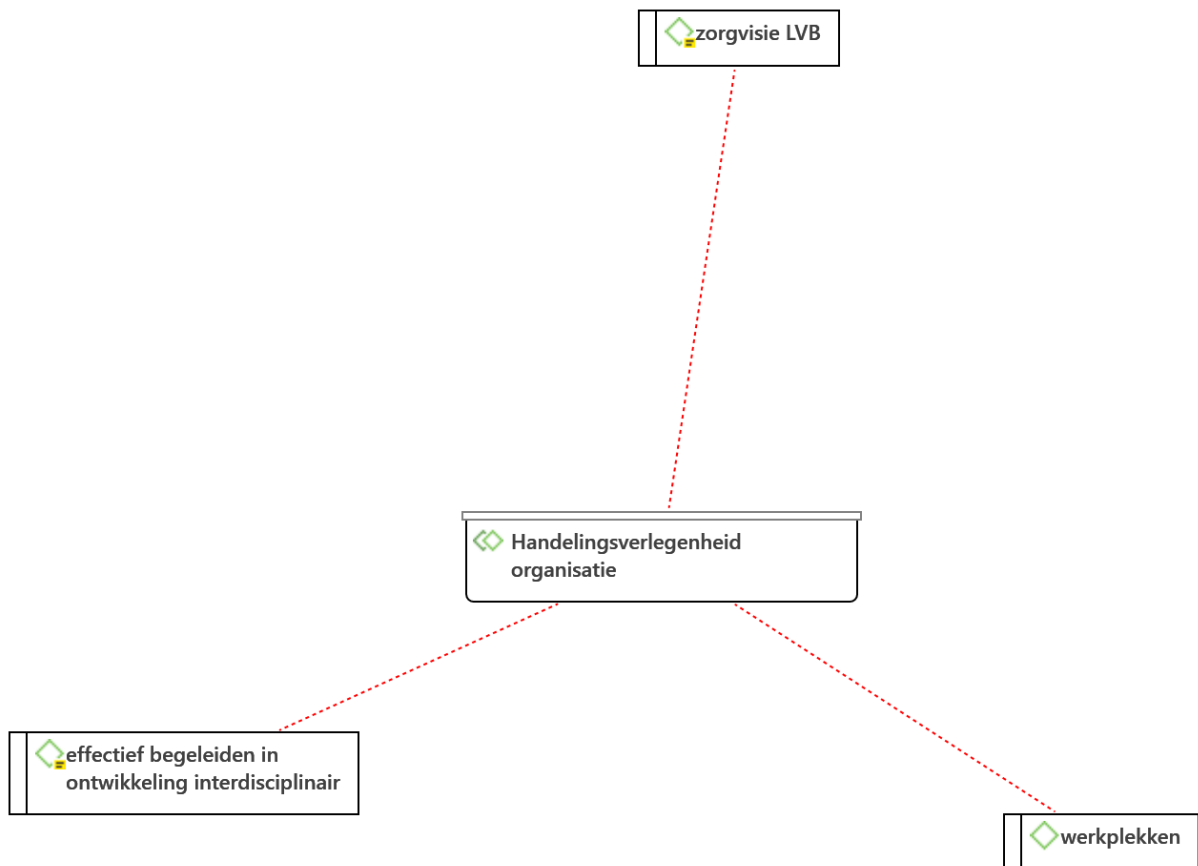 zorgvisie LVB
Handelingsverlegenheid
organisatie
effectief begeleiden in
ontwikkeling interdisciplinair
werkplekken